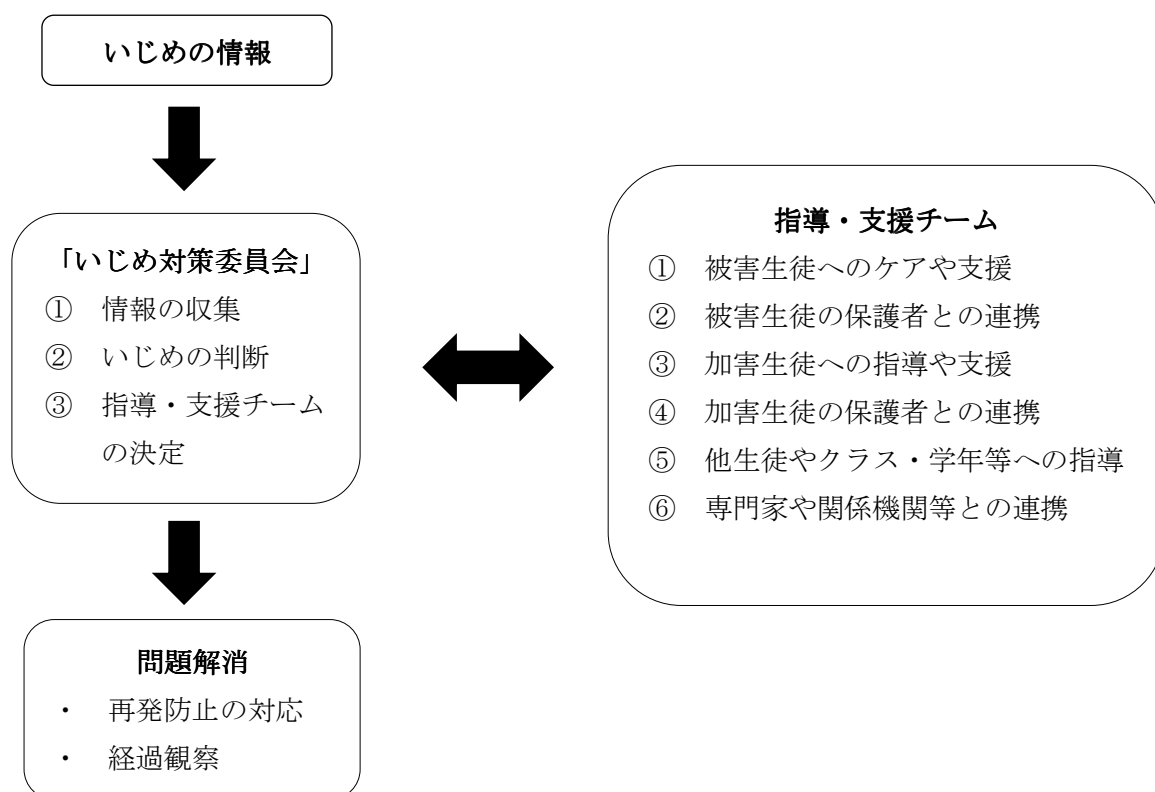 いじめの情報
「いじめ対策委員会」
① 情報の収集
② いじめの判断
③ 指導・支援チーム
の決定
指導・支援チーム
① 被害生徒へのケアや支援
② 被害生徒の保護者との連携
③ 加害生徒への指導や支援
④ 加害生徒の保護者との連携
⑤ 他生徒やクラス・学年等への指導
⑥ 専門家や関係機関等との連携
問題解消
・ 再発防止の対応
・ 経過観察